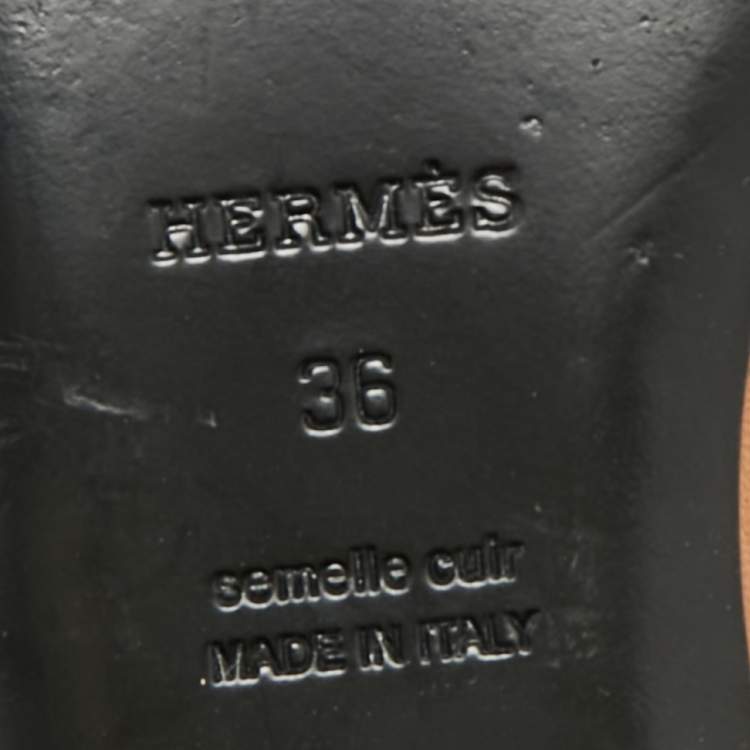 HERMÈS
36
semelle cuir
MADE IN ITALY